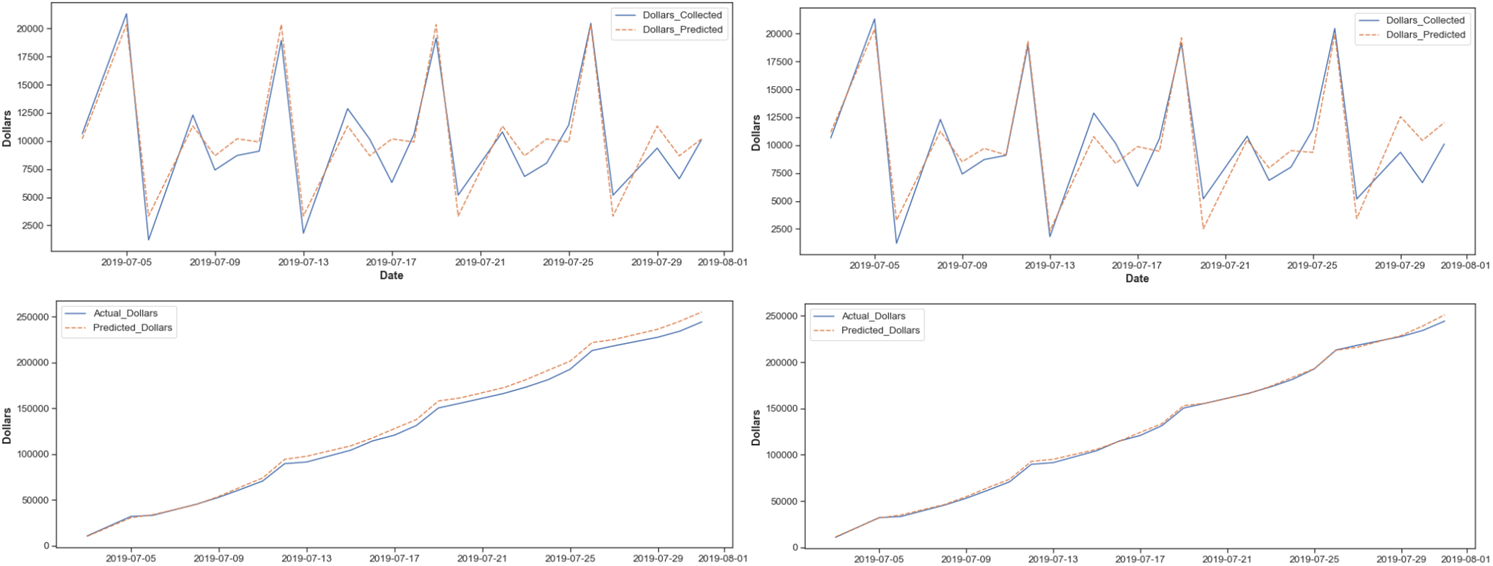 20000
17500
15000
12500
10000
7500
5000
2500
Dollars
Dollars_Collected
Dollars_Predicted
2019-07-05 2019-07-09 2019-07-13 2019-07-17 2019-07-21 2019-07-25 2019-07-29 2019-08-01
Date
20000
17500
15000
12500
10000
7500
5000
2500
Dollars
Dollars_Collected
Dollars_Predicted
2019-07-05 2019-07-09 2019-07-13 2019-07-17 2019-07-21 2019-07-25 2019-07-29 2019-08-01
Date
250000
200000
150000
100000
50000
0
Dollars
Actual_Dollars
Predicted_Dollars
2019-07-05 2019-07-09 2019-07-13 2019-07-17 2019-07-21 2019-07-25 2019-07-29 2019-08-01
250000
200000
150000
100000
50000
0
Dollars
Actual_Dollars
Predicted_Dollars
2019-07-05 2019-07-09 2019-07-13 2019-07-17 2019-07-21 2019-07-25 2019-07-29 2019-08-01